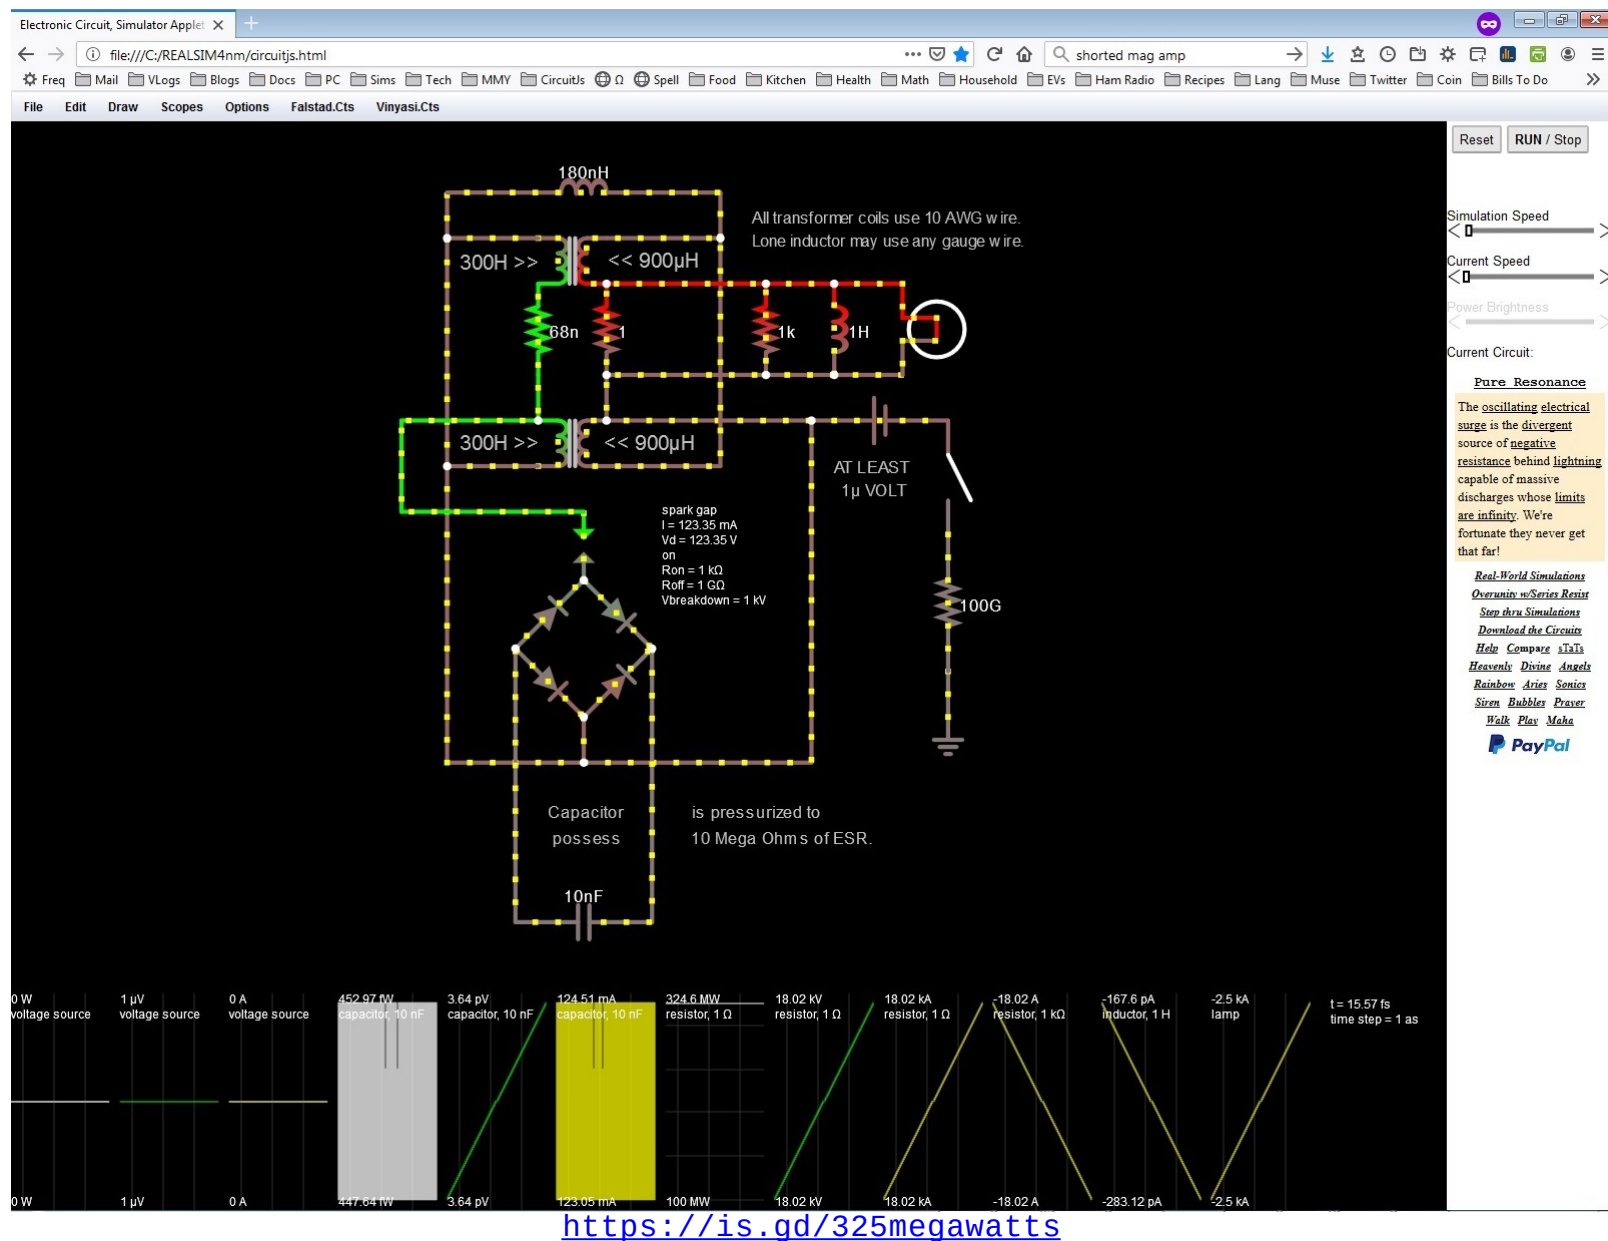 Electronic Circuit, Simulator Applet
file:///C:/REALSIM4nm/circuitjs.html
shorted mag amp
Freq Mail VLogs Blogs Docs PC Sims Tech MMY CircuitJs Ω Spell Food Kitchen Health Math Household EVs Ham Radio Recipes Lang Muse Twitter Coin Bills To Do
File Edit Draw Scopes Options Falstad.Cts Vinyasi.Cts
Reset RUN / Stop
Simulation Speed
Current Speed
Power Brightness
Current Circuit:
Pure Resonance
The oscillating electrical
surge is the divergent
source of negative
resistance behind lightning
capable of massive
discharges whose limits
are infinity. We're
fortunate they never get
that far!
Real-World Simulations
Overunity w/Series Resist
Step thru Simulations
Download the Circuits
Help Compare sTaTs
Heavenly Divine Angels
Rainbow Aries Sonics
Siren Bubbles Prayer
Walk Play Maha
PayPal
180nH
All transformer coils use 10 AWG wire.
Lone inductor may use any gauge wire.
300H >> << 900µH
68n 1 1k 1H
300H >> << 900µH
AT LEAST
1µ VOLT
spark gap
I = 123.35 mA
Vd = 123.35 V
on
Ron = 1 kΩ
Roff = 1 GΩ
Vbreakdown = 1 kV
100G
Capacitor is pressurized to
possess 10 Mega Ohms of ESR.
10nF
0 W 1 µV 0 A 452.97 fW 3.64 pV 124.51 mA 324.6 MW 18.02 kV 18.02 kA -18.02 A -167.6 pA -2.5 kA t = 15.57 fs
voltage source voltage source voltage source capacitor, 10 nF capacitor, 10 nF capacitor, 10 nF resistor, 1 Ω resistor, 1 Ω resistor, 1 Ω resistor, 1 kΩ inductor, 1 H lamp time step = 1 as
0 W 1 µV 0 A 447.64 fW 3.64 pV 123.05 mA 100 MW 18.02 kV 18.02 kA -18.02 A -283.12 pA -2.5 kA
https://is.gd/325megawatts